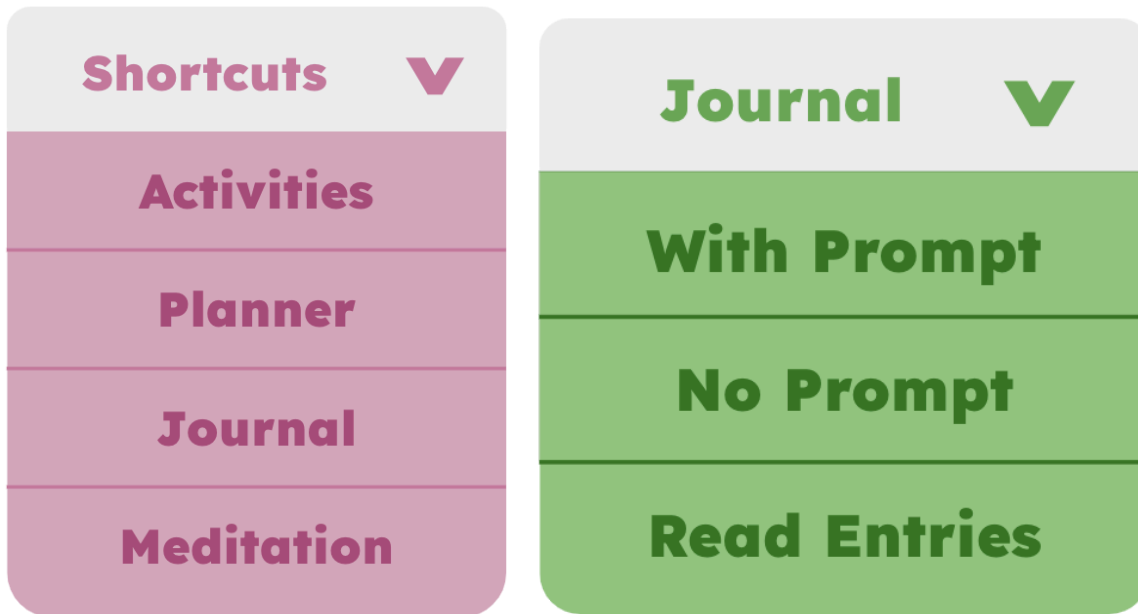 Shortcuts
Activities
Planner
Journal
Meditation
Journal
With Prompt
No Prompt
Read Entries